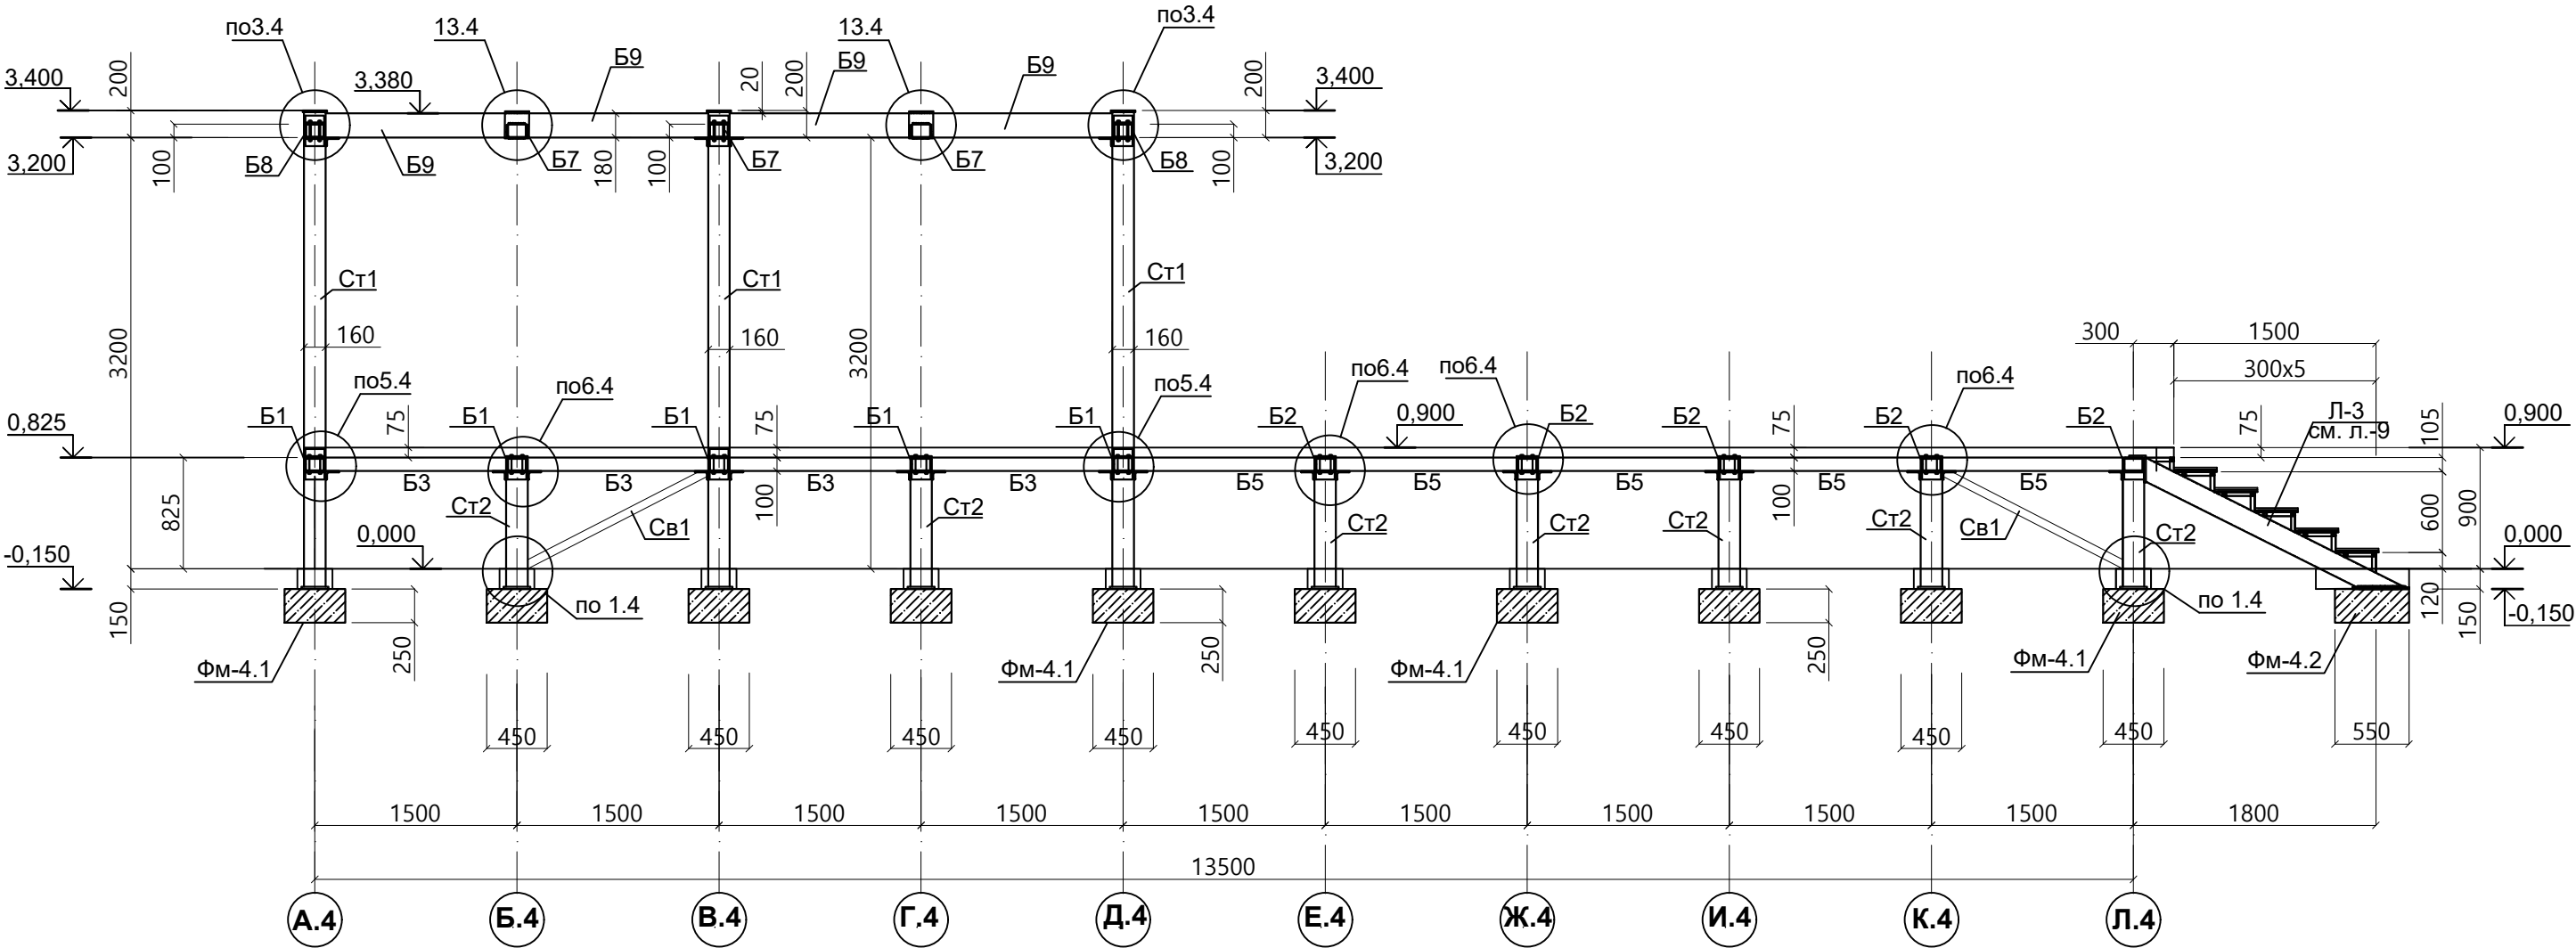 по3.4
13.4
Б9
20
200
Б9
13.4
Б9
по3.4
200
3,400
200
3,380
3,400
3,200
100
Б8
Б9
Б7
180
100
Б7
Б7
Б8
100
3,200
Ст1
Ст1
Ст1
3200
160
160
3200
160
300
1500
300х5
по5.4
по6.4
по5.4
по6.4
по6.4
по6.4
0,825
Б1
75
Б1
Б1
75
Б1
Б1
Б2
0,900
Б2
Б2
75
Б2
Б2
75
Л-3
см. л.-9
105
0,900
Б3
Б3
100
Б3
Б3
Б5
Б5
Б5
100
Б5
Б5
825
Ст2
Св1
Ст2
Ст2
Ст2
Ст2
Ст2
Св1
Ст2
600
900
0,000
0,000
-0,150
150
по 1.4
по 1.4
120
150
-0,150
Фм-4.1
250
Фм-4.1
250
Фм-4.1
250
Фм-4.1
Фм-4.2
450
450
450
450
450
450
450
450
450
550
1500
1500
1500
1500
1500
1500
1500
1500
1500
1800
13500
А.4
Б.4
В.4
Г.4
Д.4
Е.4
Ж.4
И.4
К.4
Л.4